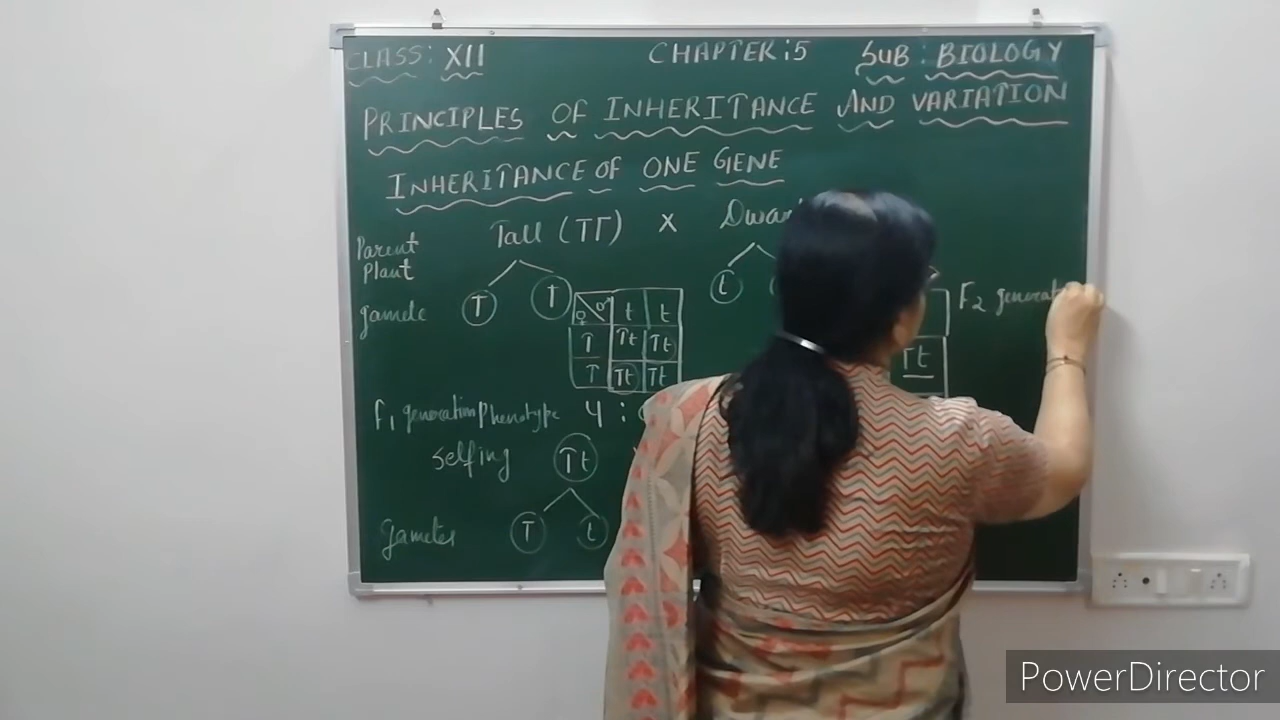 CLASS: XII CHAPTER:5 SUB: BIOLOGY
PRINCIPLES OF INHERITANCE AND VARIATION
INHERITANCE OF ONE GENE
Parent Plant Tall (TT) X
gamete T T t
♀ ♂ t t
T Tt Tt
T Tt Tt
F2
Tt
F1 generation Phenotype 4 :
selfing Tt
gametes T t
PowerDirector